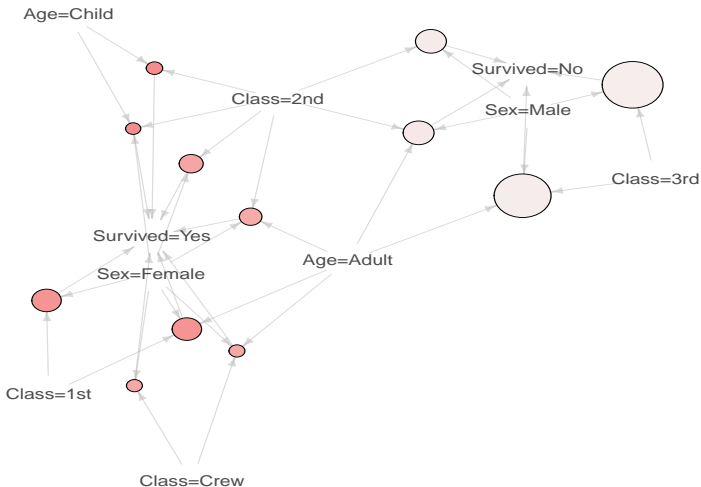 Age=Child
Survived=No
Class=2nd
Sex=Male
Class=3rd
Survived=Yes
Age=Adult
Sex=Female
Class=1st
Class=Crew